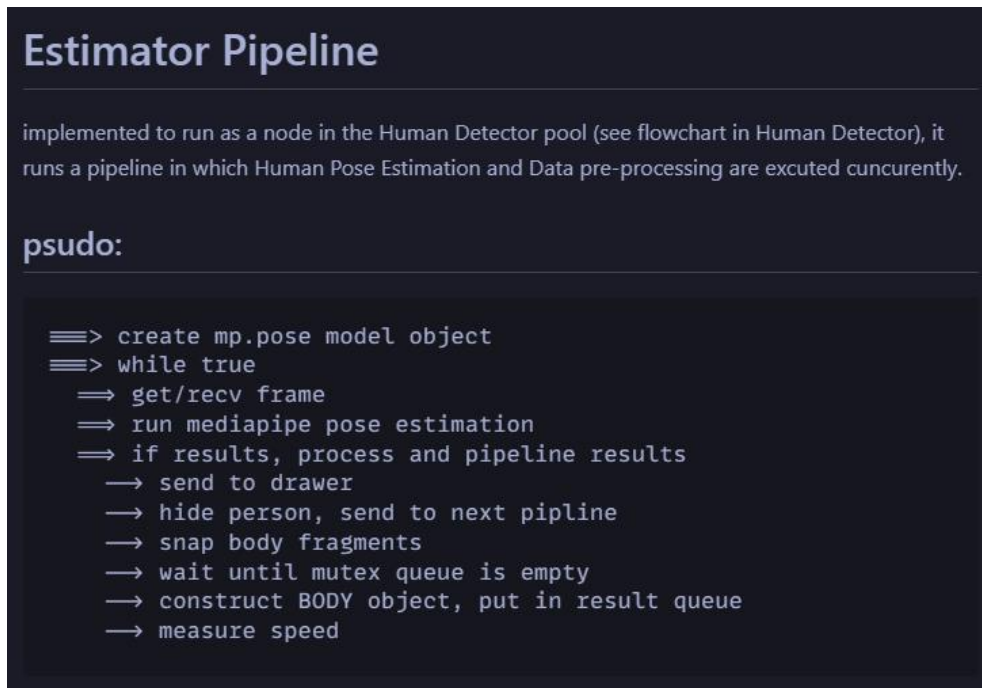 Estimator Pipeline
implemented to run as a node in the Human Detector pool (see flowchart in Human Detector), it
runs a pipeline in which Human Pose Estimation and Data pre-processing are excuted cuncurently.
psudo:
⩶> create mp.pose model object
⩶> while true
⟹ get/recv frame
⟹ run mediapipe pose estimation
⟹ if results, process and pipeline results
⟶ send to drawer
⟶ hide person, send to next pipline
⟶ snap body fragments
⟶ wait until mutex queue is empty
⟶ construct BODY object, put in result queue
⟶ measure speed